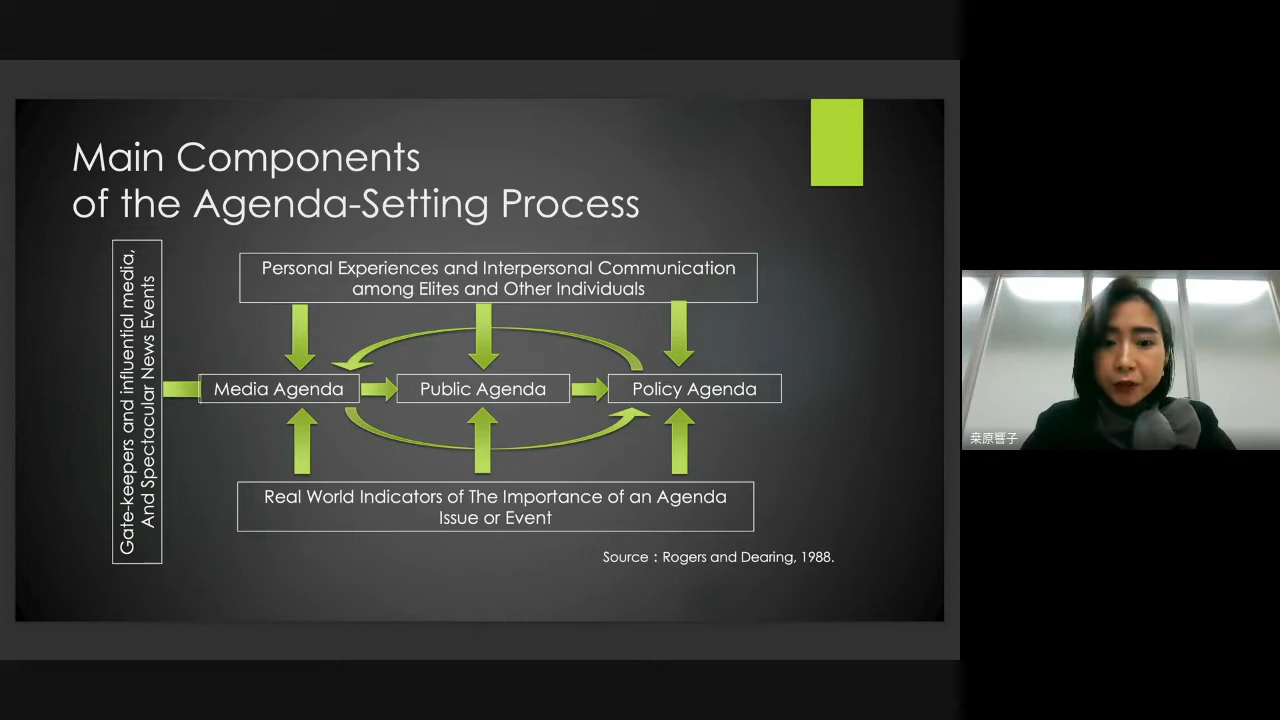 Main Components
of the Agenda-Setting Process
Gate-keepers and influential media,
And Spectacular News Events
Personal Experiences and Interpersonal Communication
among Elites and Other Individuals
Media Agenda
Public Agenda
Policy Agenda
Real World Indicators of The Importance of an Agenda
Issue or Event
Source：Rogers and Dearing, 1988.
桒原響子